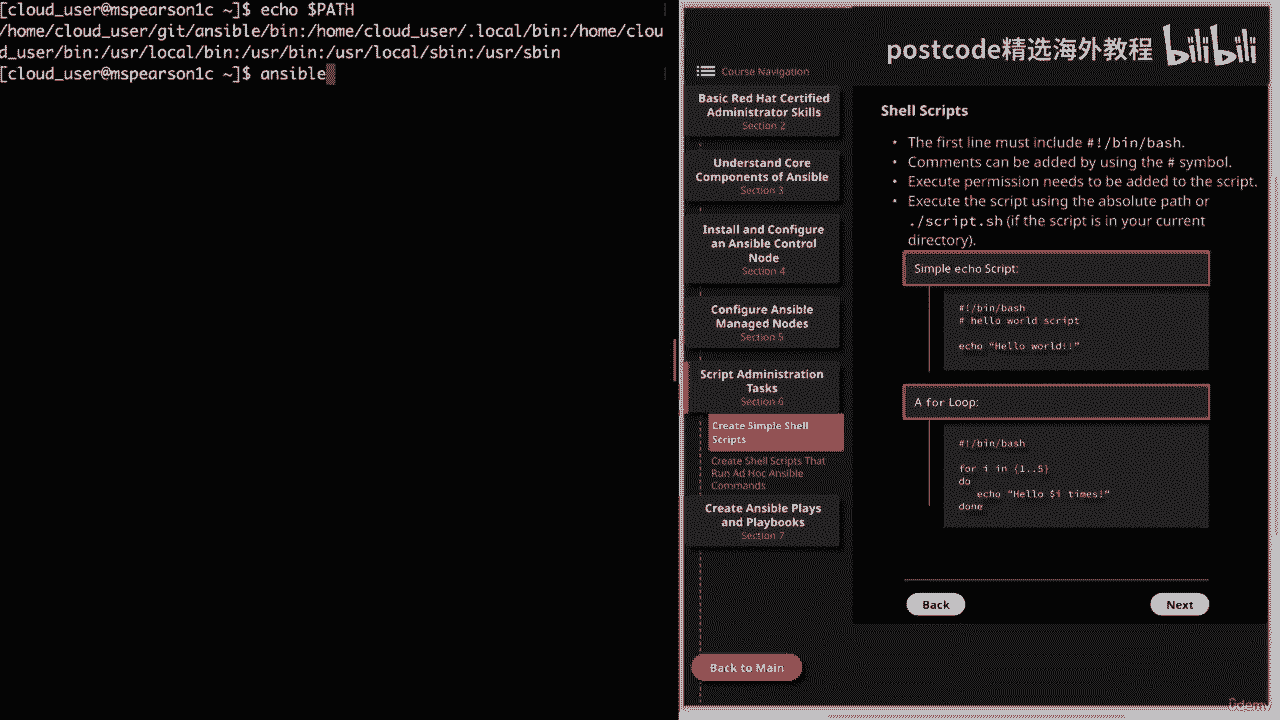 [cloud_user@mspearson1c ~]$ echo $PATH
/home/cloud_user/git/ansible/bin:/home/cloud_user/.local/bin:/home/clou
d_user/bin:/usr/local/bin:/usr/bin:/usr/local/sbin:/usr/sbin
[cloud_user@mspearson1c ~]$ ansible
postcode精选海外教程 bilibili
Course Navigation
Basic Red Hat Certified
Administrator Skills
Section 2
Understand Core
Components of Ansible
Section 3
Install and Configure
an Ansible Control
Node
Section 4
Configure Ansible
Managed Nodes
Section 5
Script Administration
Tasks
Section 6
Create Simple Shell
Scripts
Create Shell Scripts That
Run Ad Hoc Ansible
Commands
Create Ansible Plays
and Playbooks
Section 7
Back to Main
Shell Scripts
• The first line must include #!/bin/bash.
• Comments can be added by using the # symbol.
• Execute permission needs to be added to the script.
• Execute the script using the absolute path or
./script.sh (if the script is in your current
directory).
Simple echo Script:
#!/bin/bash
# hello world script
echo "Hello world!!"
A for Loop:
#!/bin/bash
for i in {1..5}
do
echo "Hello $i times!"
done
Back
Next
Udemy